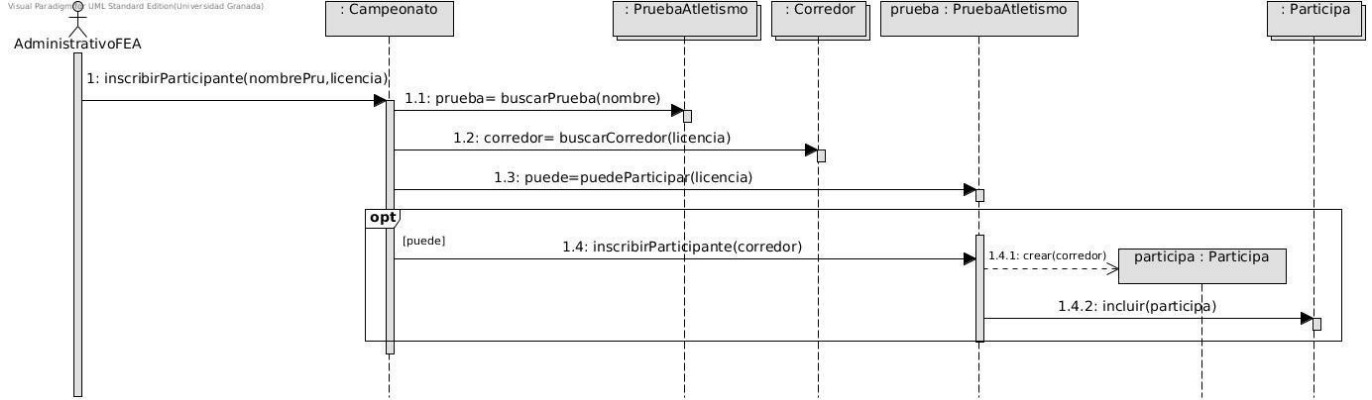 Visual Paradigm for UML Standard Edition(Universidad Granada)
: Campeonato
: PruebaAtletismo
: Corredor
prueba : PruebaAtletismo
: Participa
AdministrativoFEA
1: inscribirParticipante(nombrePru,licencia)
1.1: prueba= buscarPrueba(nombre)
1.2: corredor= buscarCorredor(licencia)
1.3: puede=puedeParticipar(licencia)
opt
[puede]
1.4: inscribirParticipante(corredor)
1.4.1: crear(corredor)
participa : Participa
1.4.2: incluir(participa)